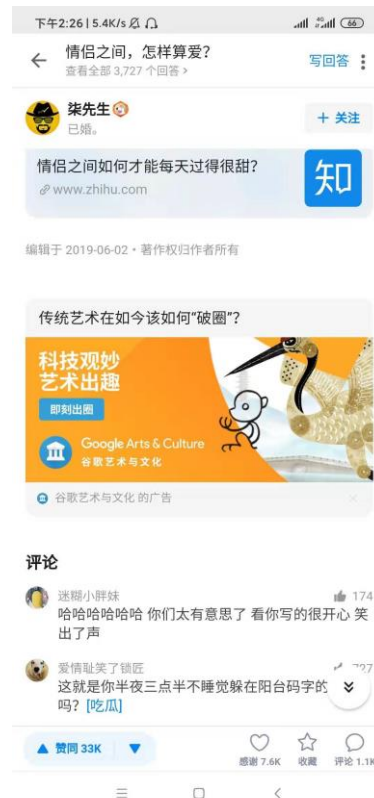 下午2:26 | 5.4K/s
4G
66
情侣之间，怎样算爱？
写回答
查看全部 3,727 个回答 >
柒先生
已婚。
+ 关注
情侣之间如何才能每天过得很甜？
www.zhihu.com
知
编辑于 2019-06-02 · 著作权归作者所有
传统艺术在如今该如何"破圈"？
科技观妙
艺术出趣
即刻出圈
Google Arts & Culture
谷歌艺术与文化
谷歌艺术与文化 的广告
评论
迷糊小胖妹
174
哈哈哈哈哈哈 你们太有意思了 看你写的很开心 笑
出了声
爱情耻笑了锁匠
这就是你半夜三点半不睡觉躲在阳台码字的
吗？[吃瓜]
赞同 33K
感谢 7.6K
收藏
评论 1.1K